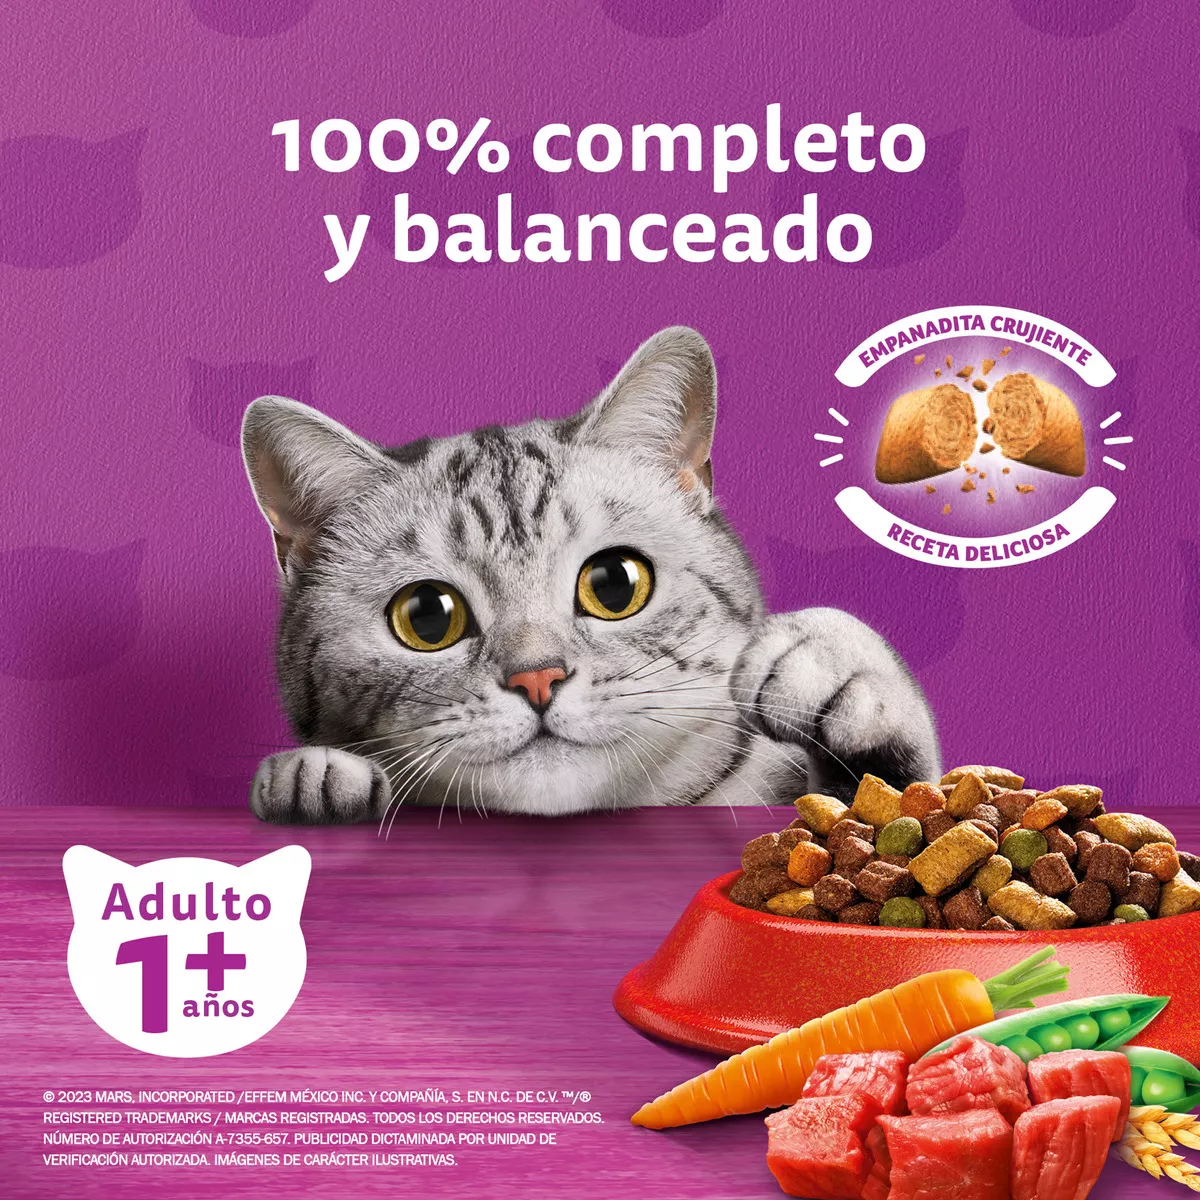 100% completo
y balanceado
EMPANADITA CRUJIENTE
RECETA DELICIOSA
Adulto
1+
años
© 2023 MARS, INCORPORATED /EFFEM MÉXICO INC. Y COMPAÑÍA, S. EN N.C. DE C.V. ™/®
REGISTERED TRADEMARKS / MARCAS REGISTRADAS. TODOS LOS DERECHOS RESERVADOS.
NÚMERO DE AUTORIZACIÓN A-7355-657. PUBLICIDAD DICTAMINADA POR UNIDAD DE
VERIFICACIÓN AUTORIZADA. IMÁGENES DE CARÁCTER ILUSTRATIVAS.